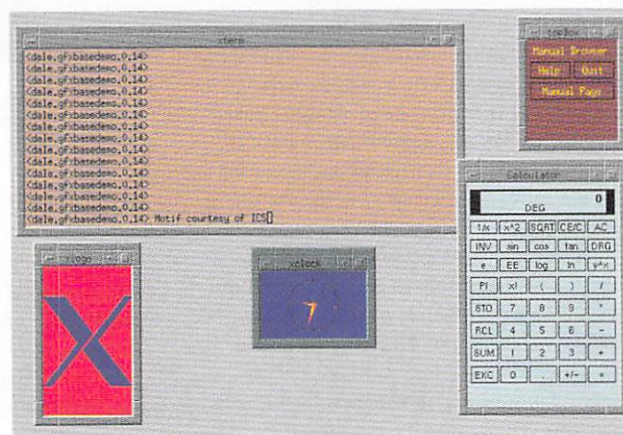 xterm
<dale.gfxbasedemo.0.14>
<dale.gfxbasedemo.0.14>
<dale.gfxbasedemo.0.14>
<dale.gfxbasedemo.0.14>
<dale.gfxbasedemo.0.14>
<dale.gfxbasedemo.0.14>
<dale.gfxbasedemo.0.14>
<dale.gfxbasedemo.0.14>
<dale.gfxbasedemo.0.14>
<dale.gfxbasedemo.0.14>
<dale.gfxbasedemo.0.14>
<dale.gfxbasedemo.0.14>
<dale.gfxbasedemo.0.14> Motif courtesy of ICS
topBox
Manual Browser
Help Quit
Manual Page
Calculator
0
DEG
1/x x^2 SQRT CE/C AC
INV sin cos tan DRG
e EE log ln y^x
PI x! ( ) /
STO 7 8 9 *
RCL 4 5 6 -
SUM 1 2 3 +
EXC 0 . +/- =
xlogo
xclock